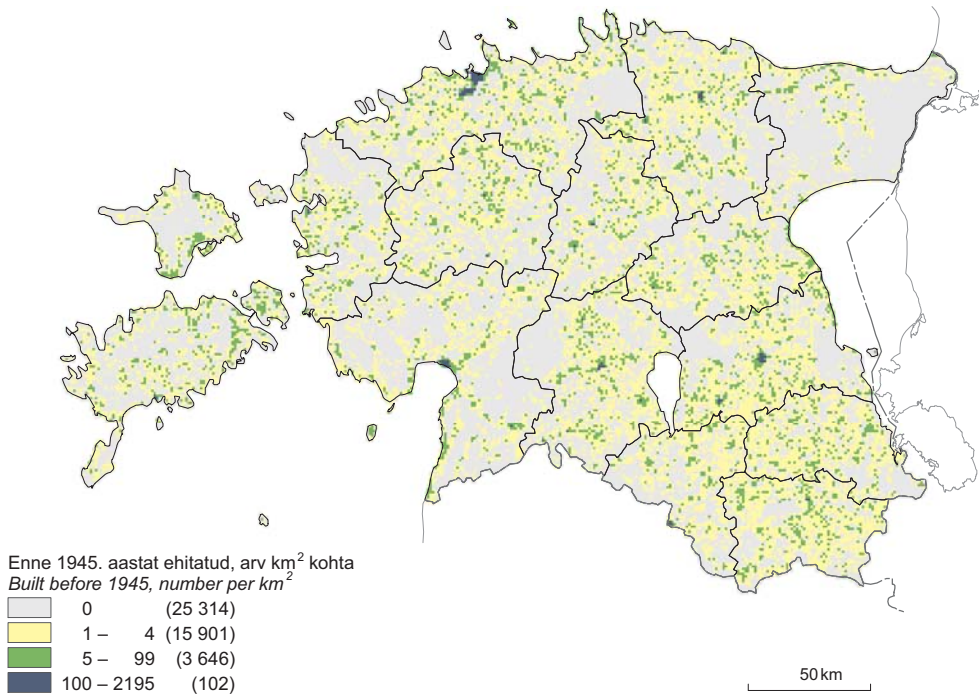 Enne 1945. aastat ehitatud, arv km² kohta
Built before 1945, number per km²
0 (25 314)
1 – 4 (15 901)
5 – 99 (3 646)
100 – 2195 (102)
50 km